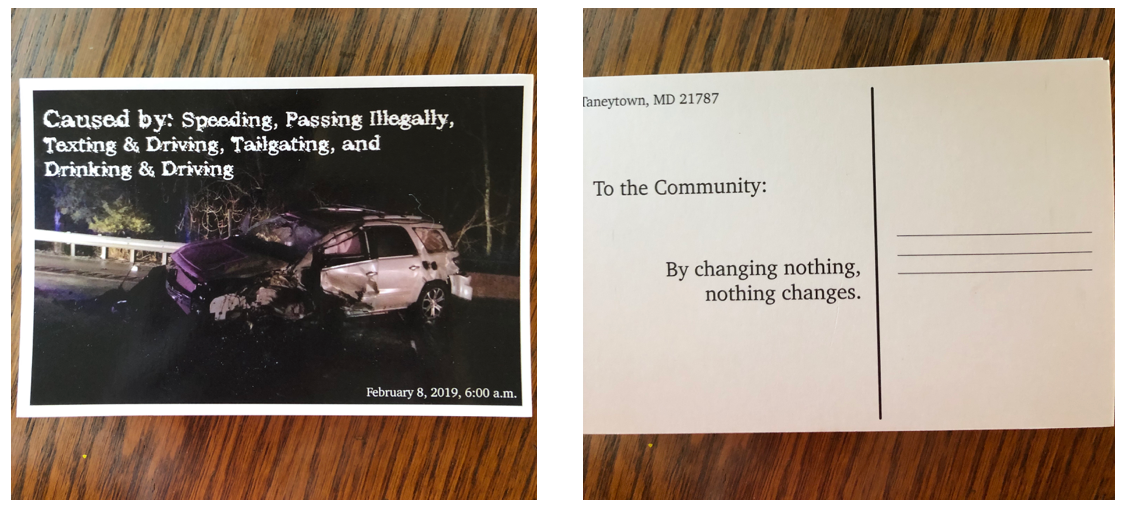 Caused by: Speeding, Passing Illegally,
Texting & Driving, Tailgating, and
Drinking & Driving
February 8, 2019, 6:00 a.m.
Taneytown, MD 21787
To the Community:
By changing nothing,
nothing changes.